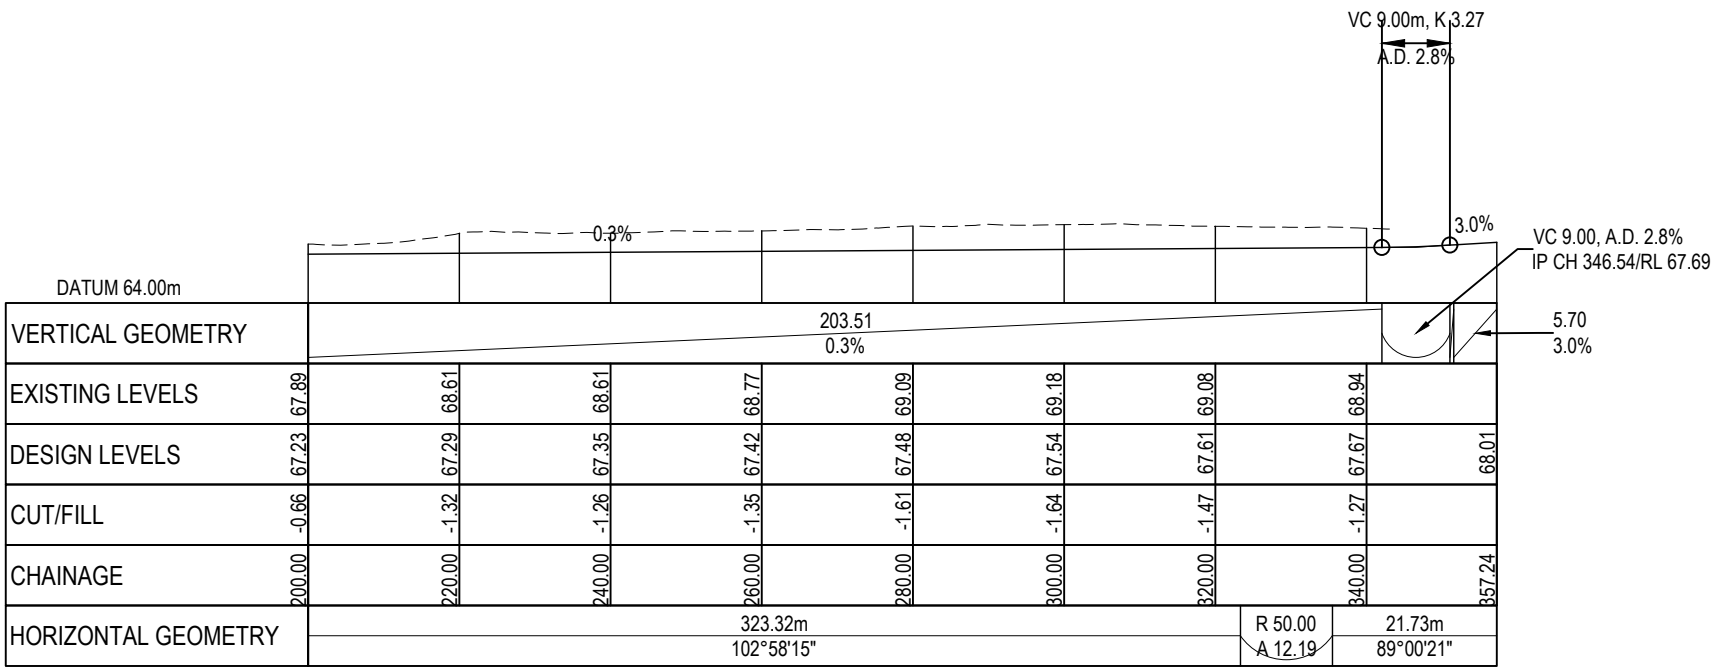 VC 9.00m, K 3.27
A.D. 2.8%
0.3%
3.0%
VC 9.00, A.D. 2.8%
IP CH 346.54/RL 67.69
DATUM 64.00m
VERTICAL GEOMETRY
203.51
0.3%
5.70
3.0%
EXISTING LEVELS 67.89 68.61 68.61 68.77 69.09 69.18 69.08 68.94
DESIGN LEVELS 67.23 67.29 67.35 67.42 67.48 67.54 67.61 67.67 68.01
CUT/FILL -0.66 -1.32 -1.26 -1.35 -1.61 -1.64 -1.47 -1.27
CHAINAGE 200.00 220.00 240.00 260.00 280.00 300.00 320.00 340.00 357.24
HORIZONTAL GEOMETRY
323.32m
102°58'15"
R 50.00
A 12.19
21.73m
89°00'21"